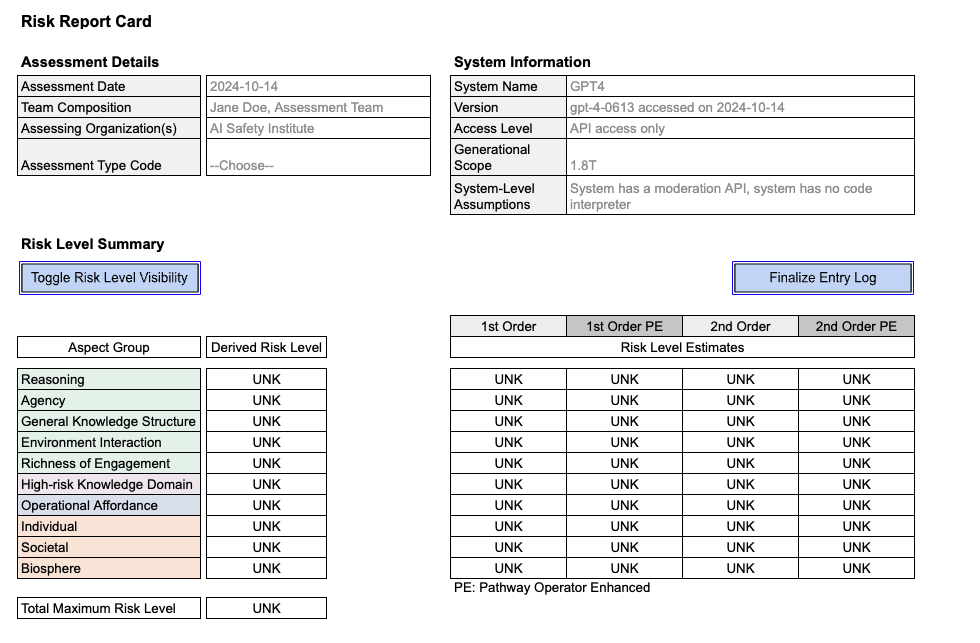 Risk Report Card
Assessment Details
Assessment Date 2024-10-14
Team Composition Jane Doe, Assessment Team
Assessing Organization(s) AI Safety Institute
Assessment Type Code --Choose--
System Information
System Name GPT4
Version gpt-4-0613 accessed on 2024-10-14
Access Level API access only
Generational
Scope 1.8T
System-Level System has a moderation API, system has no code
Assumptions interpreter
Risk Level Summary
Toggle Risk Level Visibility Finalize Entry Log
1st Order 1st Order PE 2nd Order 2nd Order PE
Aspect Group Derived Risk Level Risk Level Estimates
Reasoning UNK UNK UNK UNK UNK
Agency UNK UNK UNK UNK UNK
General Knowledge Structure UNK UNK UNK UNK UNK
Environment Interaction UNK UNK UNK UNK UNK
Richness of Engagement UNK UNK UNK UNK UNK
High-risk Knowledge Domain UNK UNK UNK UNK UNK
Operational Affordance UNK UNK UNK UNK UNK
Individual UNK UNK UNK UNK UNK
Societal UNK UNK UNK UNK UNK
Biosphere UNK UNK UNK UNK UNK
PE: Pathway Operator Enhanced
Total Maximum Risk Level UNK